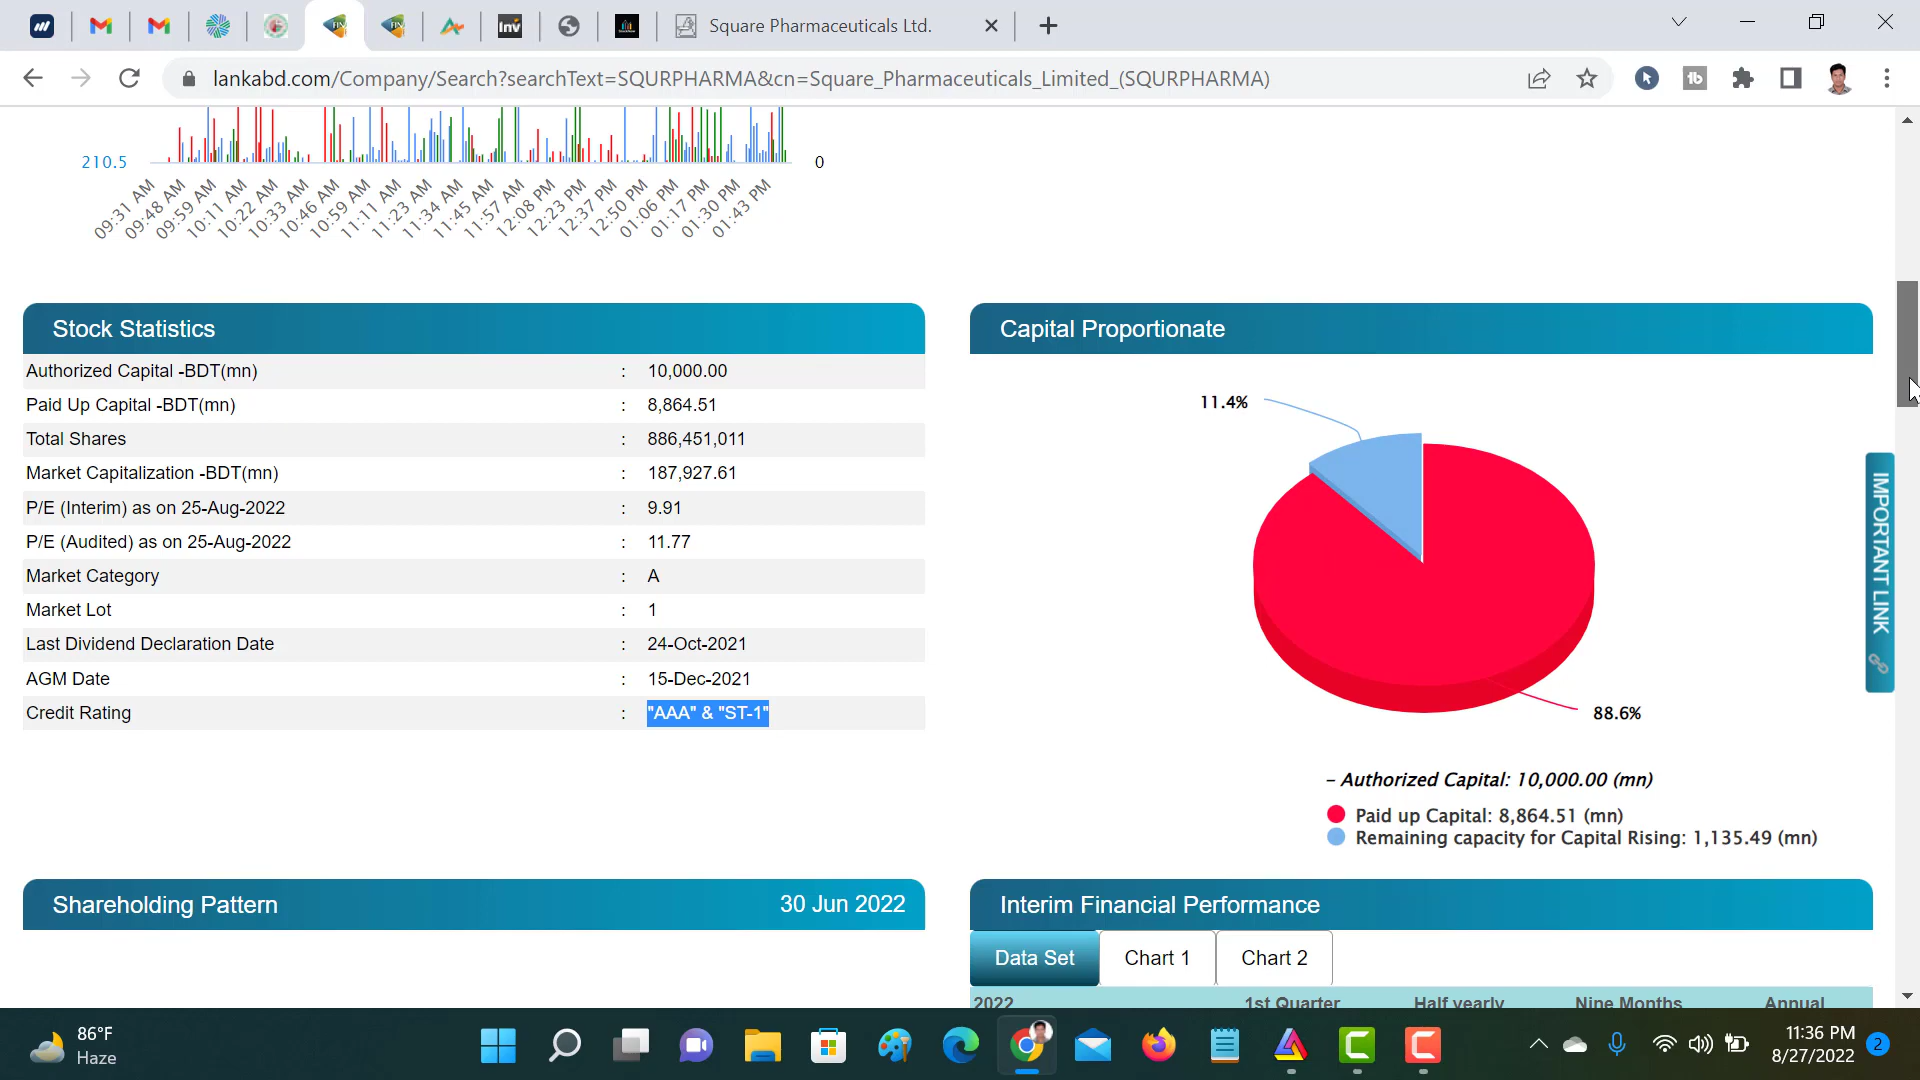 Square Pharmaceuticals Ltd.
lankabd.com/Company/Search?searchText=SQURPHARMA&cn=Square_Pharmaceuticals_Limited_(SQURPHARMA)
210.5
0
09:31 AM
09:48 AM
09:59 AM
10:11 AM
10:22 AM
10:33 AM
10:46 AM
10:59 AM
11:11 AM
11:23 AM
11:34 AM
11:45 AM
11:57 AM
12:08 PM
12:23 PM
12:37 PM
12:50 PM
01:06 PM
01:17 PM
01:30 PM
01:43 PM
Stock Statistics
Authorized Capital -BDT(mn) : 10,000.00
Paid Up Capital -BDT(mn) : 8,864.51
Total Shares : 886,451,011
Market Capitalization -BDT(mn) : 187,927.61
P/E (Interim) as on 25-Aug-2022 : 9.91
P/E (Audited) as on 25-Aug-2022 : 11.77
Market Category : A
Market Lot : 1
Last Dividend Declaration Date : 24-Oct-2021
AGM Date : 15-Dec-2021
Credit Rating : "AAA" & "ST-1"
Capital Proportionate
11.4%
88.6%
– Authorized Capital: 10,000.00 (mn)
Paid up Capital: 8,864.51 (mn)
Remaining capacity for Capital Rising: 1,135.49 (mn)
IMPORTANT LINK
Shareholding Pattern 30 Jun 2022
Interim Financial Performance
Data Set Chart 1 Chart 2
2022 1st Quarter Half yearly Nine Months Annual
86°F
Haze
11:36 PM
8/27/2022
2